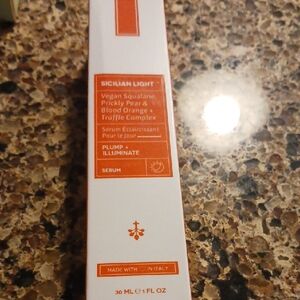 SICILIAN LIGHT
Vegan Squalane
Prickly Pear &
Blood Orange +
Truffle Complex
Sérum Éclaircissant
Pour le Jour
PLUMP +
ILLUMINATE
SERUM
MADE WITH IN ITALY
30 ML ℮ 1 FL OZ